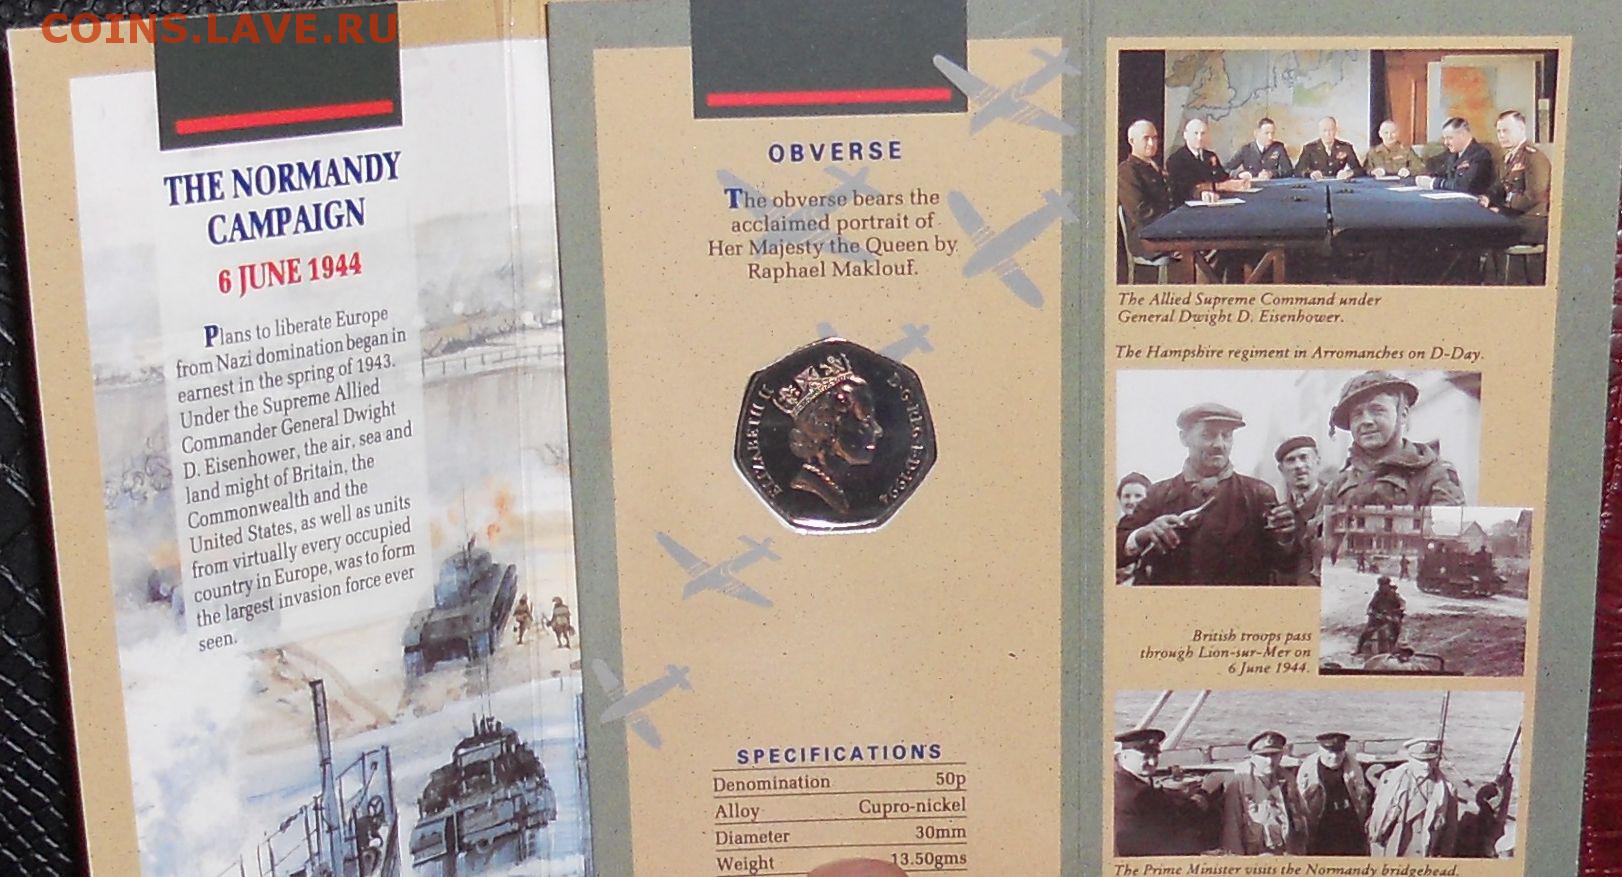 COINS.LAVE.RU
THE NORMANDY
CAMPAIGN
6 JUNE 1944
Plans to liberate Europe
from Nazi domination began in
earnest in the spring of 1943.
Under the Supreme Allied
Commander General Dwight
D. Eisenhower, the air, sea and
land might of Britain, the
Commonwealth and the
United States, as well as units
from virtually every occupied
country in Europe, was to form
the largest invasion force ever
seen.
OBVERSE
The obverse bears the
acclaimed portrait of
Her Majesty the Queen by
Raphael Maklouf.
ELIZABETH II
D·G·REG·F·D·1994
SPECIFICATIONS
Denomination 50p
Alloy Cupro-nickel
Diameter 30mm
Weight 13.50gms
The Allied Supreme Command under
General Dwight D. Eisenhower.
The Hampshire regiment in Arromanches on D-Day.
British troops pass
through Lion-sur-Mer on
6 June 1944.
The Prime Minister visits the Normandy bridgehead.